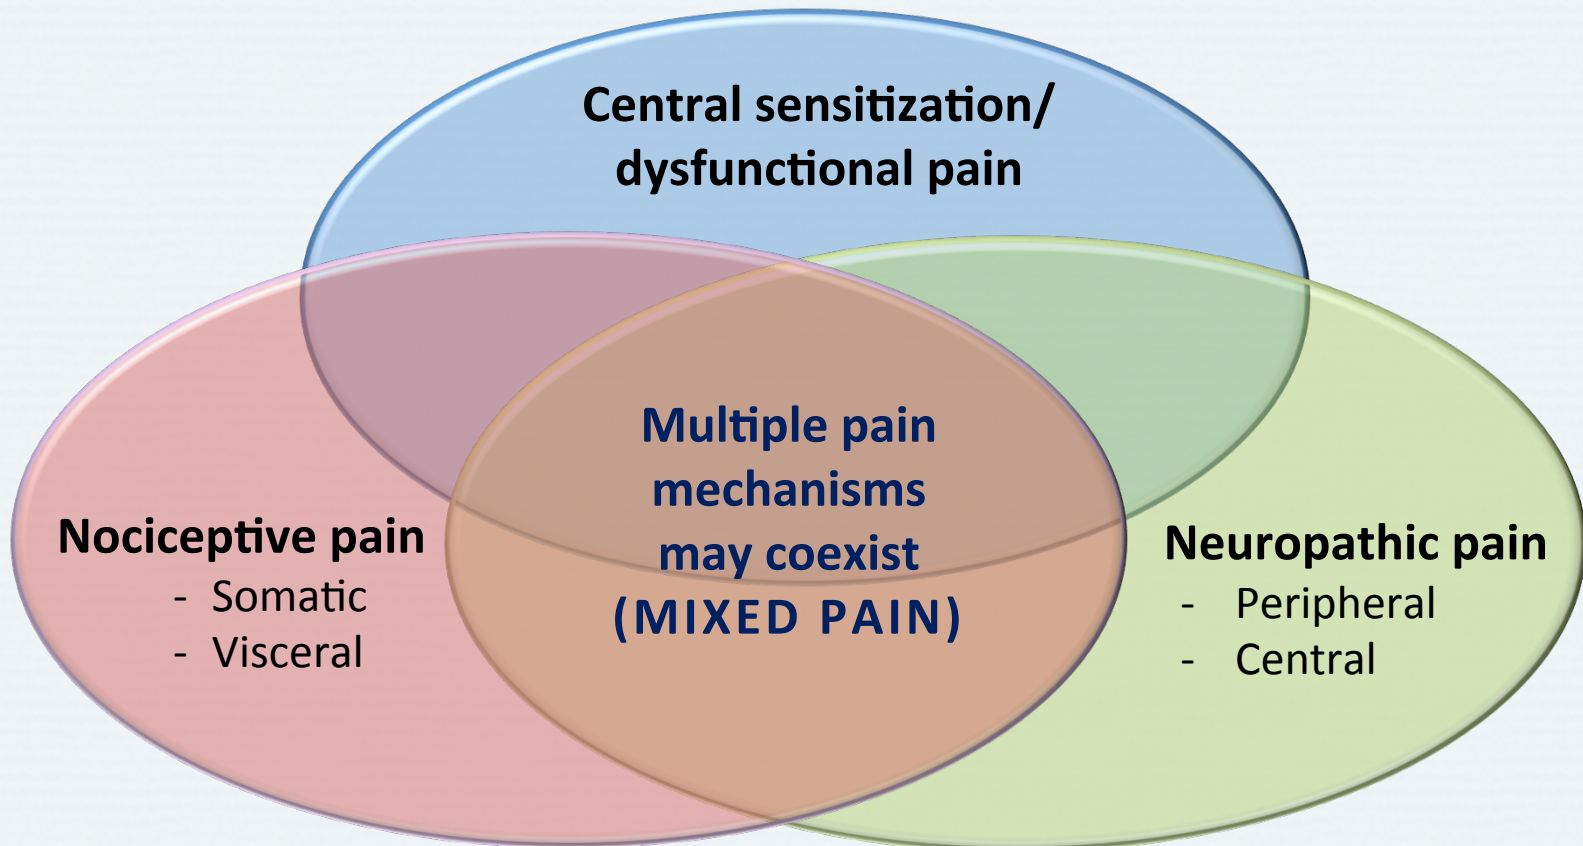 Central sensitization/
dysfunctional pain
Multiple pain
mechanisms
may coexist
(MIXED PAIN)
Nociceptive pain
- Somatic
- Visceral
Neuropathic pain
- Peripheral
- Central